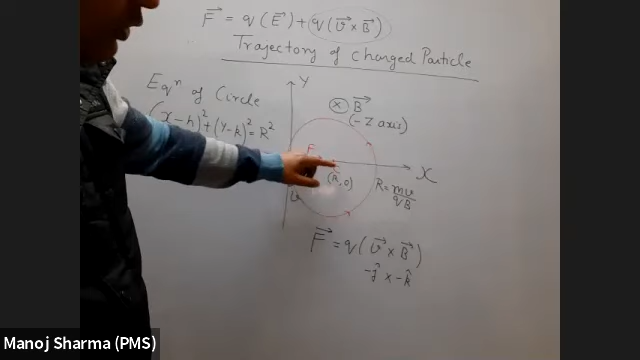 F⃗ = q(E⃗) + q(v⃗ × B⃗)
Trajectory of Charged Particle
Eqⁿ of Circle
(x-h)² + (y-k)² = R²
Y
⊗ B⃗
(-Z axis)
F
(R, 0)
X
R = mv/qB
v
F⃗ = q(v⃗ × B⃗)
-ĵ × -k̂
Manoj Sharma (PMS)